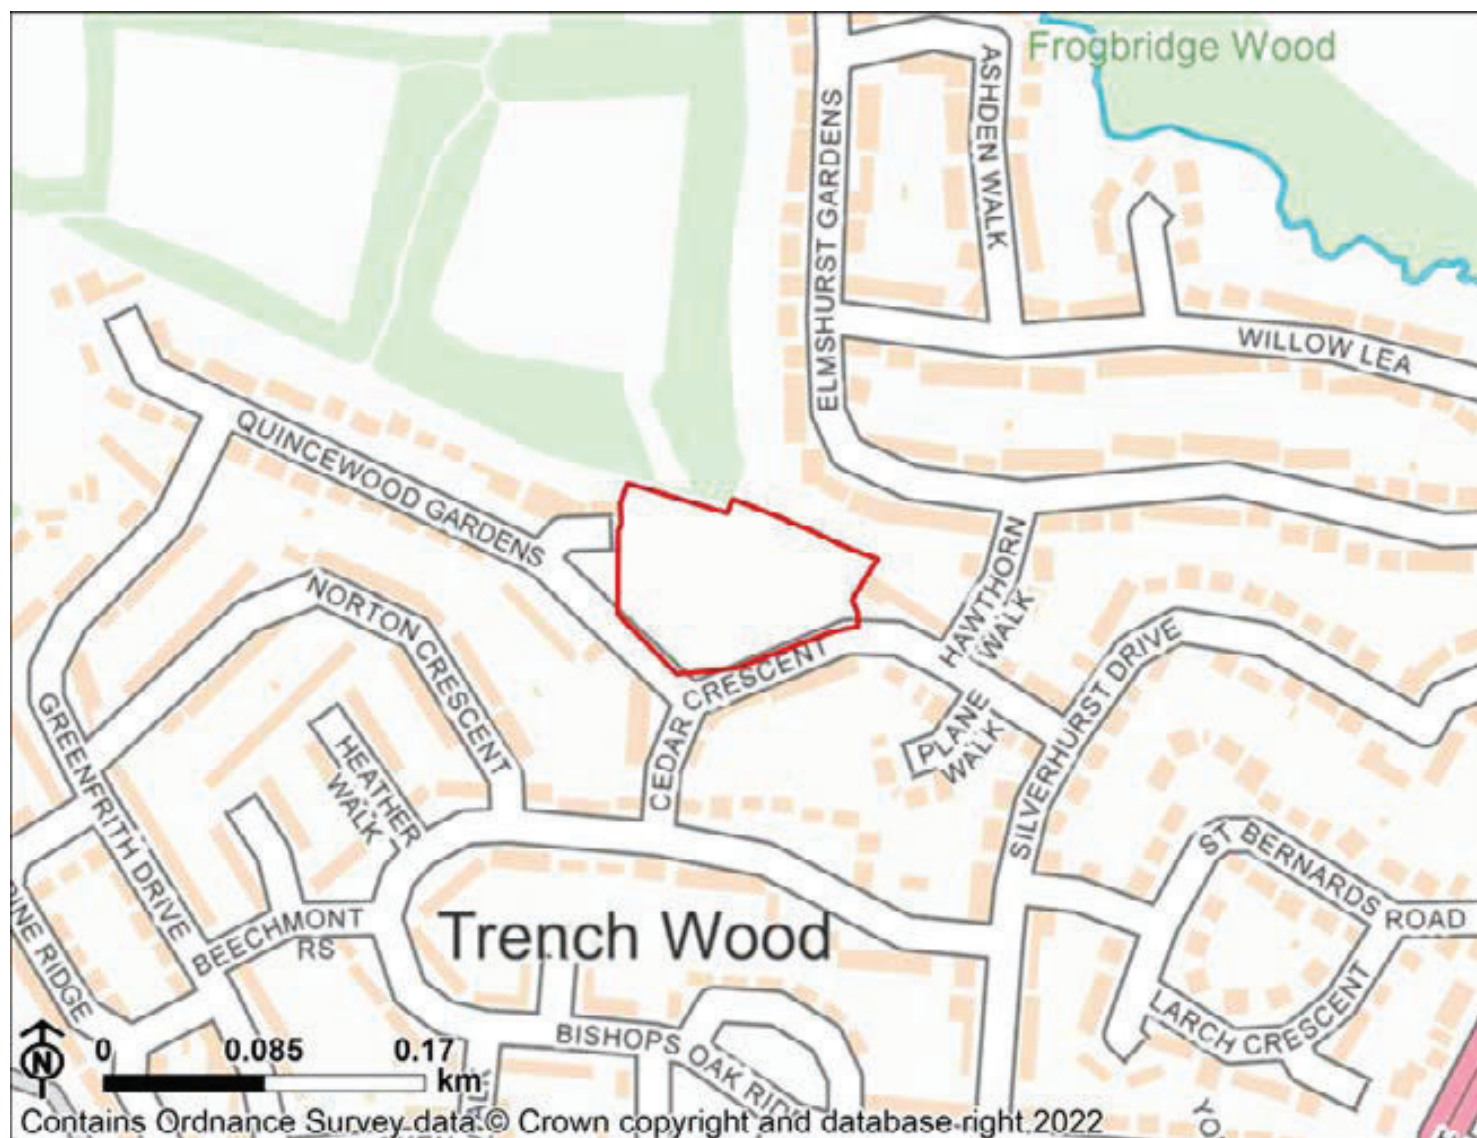 Frogbridge Wood
ASHDEN WALK
ELMSHURST GARDENS
WILLOW LEA
QUINCEWOOD GARDENS
HAWTHORN
WALK
NORTON CRESCENT
SILVERHURST DRIVE
CEDAR CRESCENT
PLANE
WALK
GREENFRITH DRIVE
HEATHER
WALK
ST BERNARDS ROAD
PINE RIDGE
BEECHMONT
RS
Trench Wood
LARCH CRESCENT
BISHOPS OAK RIDE
N
0 0.085 0.17
km
Contains Ordnance Survey data © Crown copyright and database right 2022